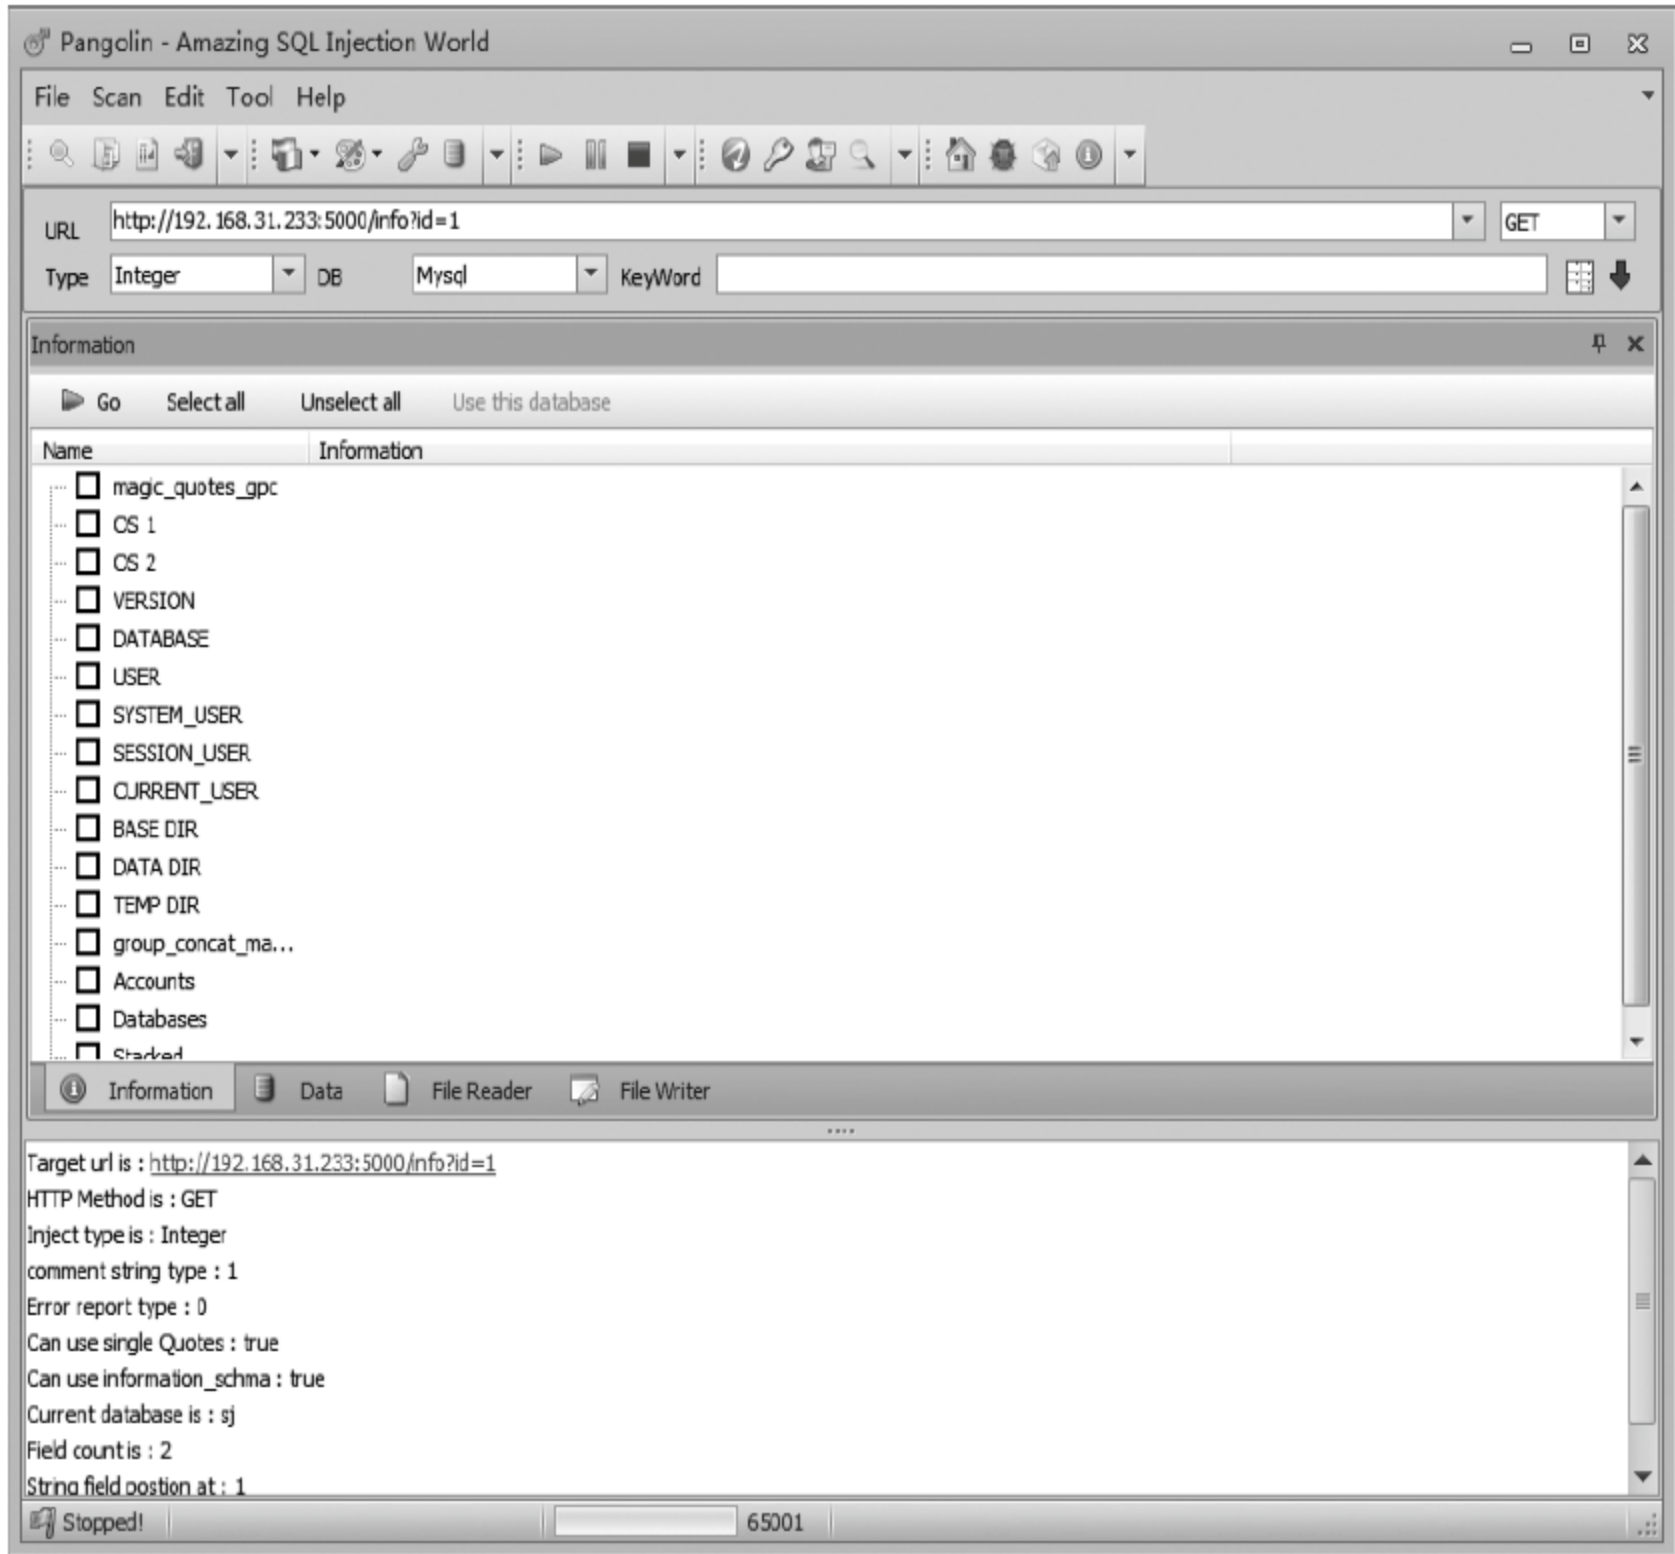 Pangolin - Amazing SQL Injection World
File Scan Edit Tool Help
URL http://192.168.31.233:5000/info?id=1 GET
Type Integer DB Mysql KeyWord
Information
Go Select all Unselect all Use this database
Name Information
magic_quotes_gpc
OS 1
OS 2
VERSION
DATABASE
USER
SYSTEM_USER
SESSION_USER
CURRENT_USER
BASE DIR
DATA DIR
TEMP DIR
group_concat_ma...
Accounts
Databases
Stacked
Information Data File Reader File Writer
Target url is : http://192.168.31.233:5000/info?id=1
HTTP Method is : GET
Inject type is : Integer
comment string type : 1
Error report type : 0
Can use single Quotes : true
Can use information_schma : true
Current database is : sj
Field count is : 2
String field postion at : 1
Stopped! 65001